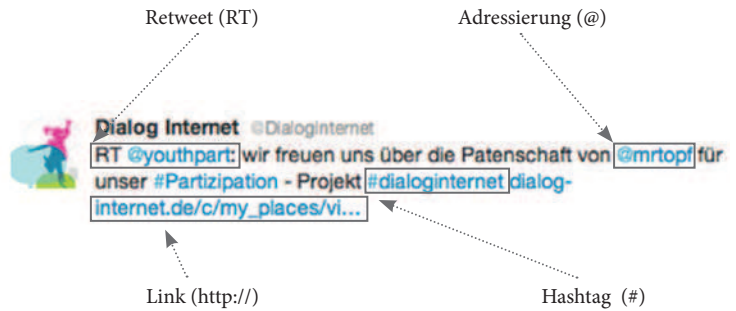 Retweet (RT) Adressierung (@)
Dialog Internet @DialogInternet
RT @youthpart: wir freuen uns über die Patenschaft von @mrtopf für
unser #Partizipation - Projekt #dialoginternet dialog-
internet.de/c/my_places/vi...
Link (http://) Hashtag (#)